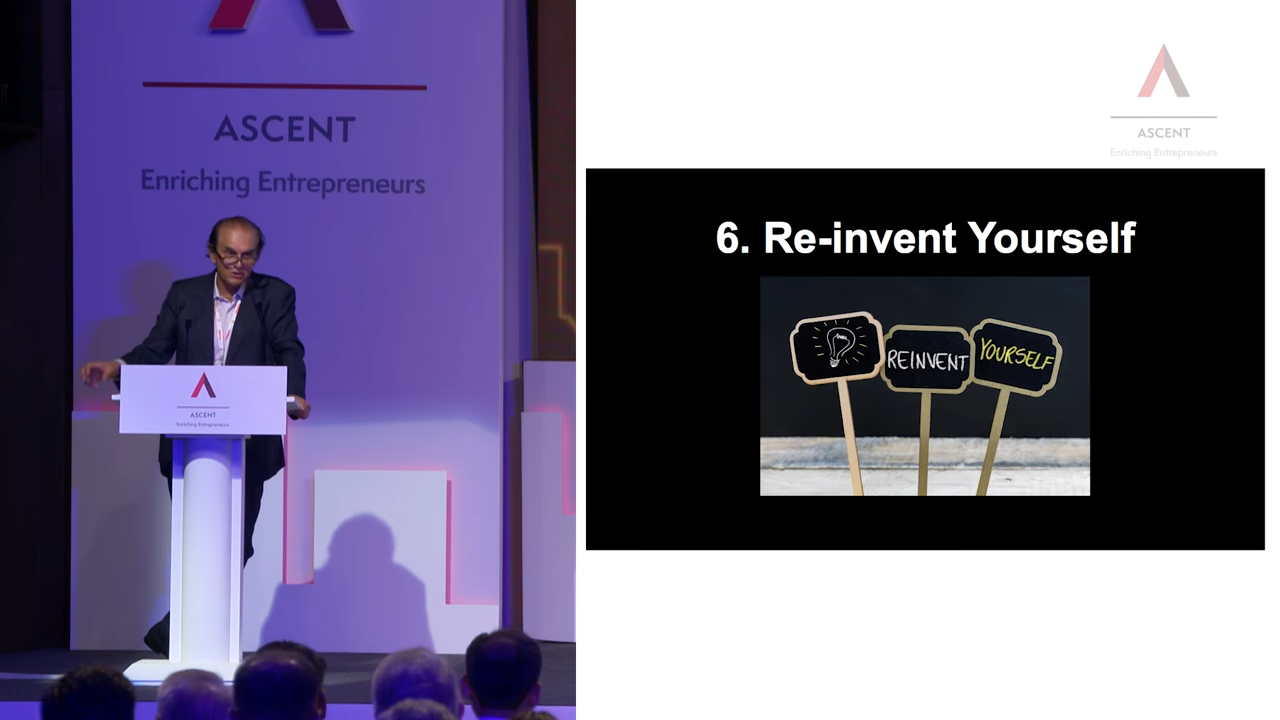 ASCENT
Enriching Entrepreneurs
ASCENT
Enriching Entrepreneurs
ASCENT
Enriching Entrepreneurs
6. Re-invent Yourself
REINVENT
YOURSELF